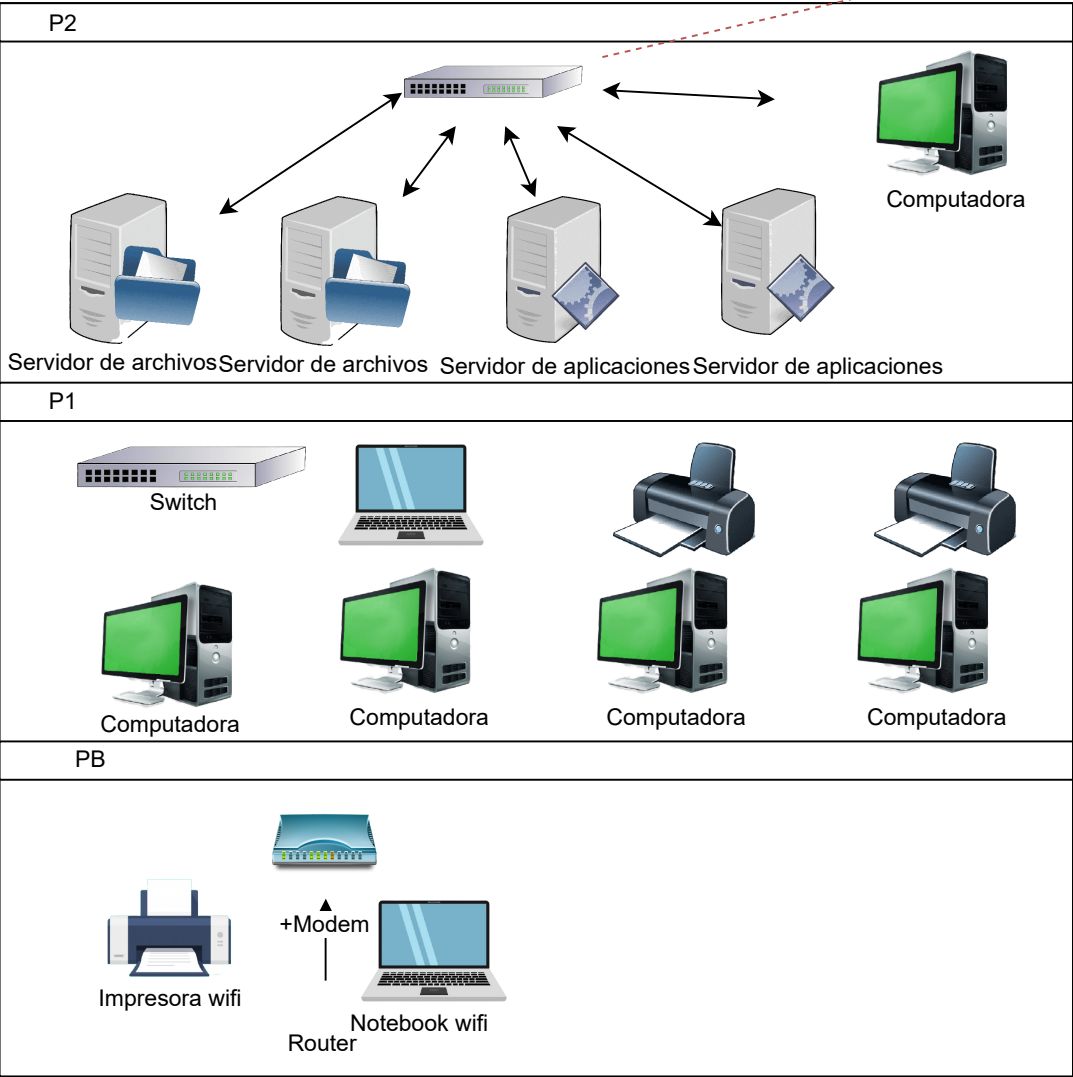 P2
Computadora
Servidor de archivos
Servidor de archivos
Servidor de aplicaciones
Servidor de aplicaciones
P1
Switch
Computadora
Computadora
Computadora
Computadora
PB
+Modem
Impresora wifi
Notebook wifi
Router